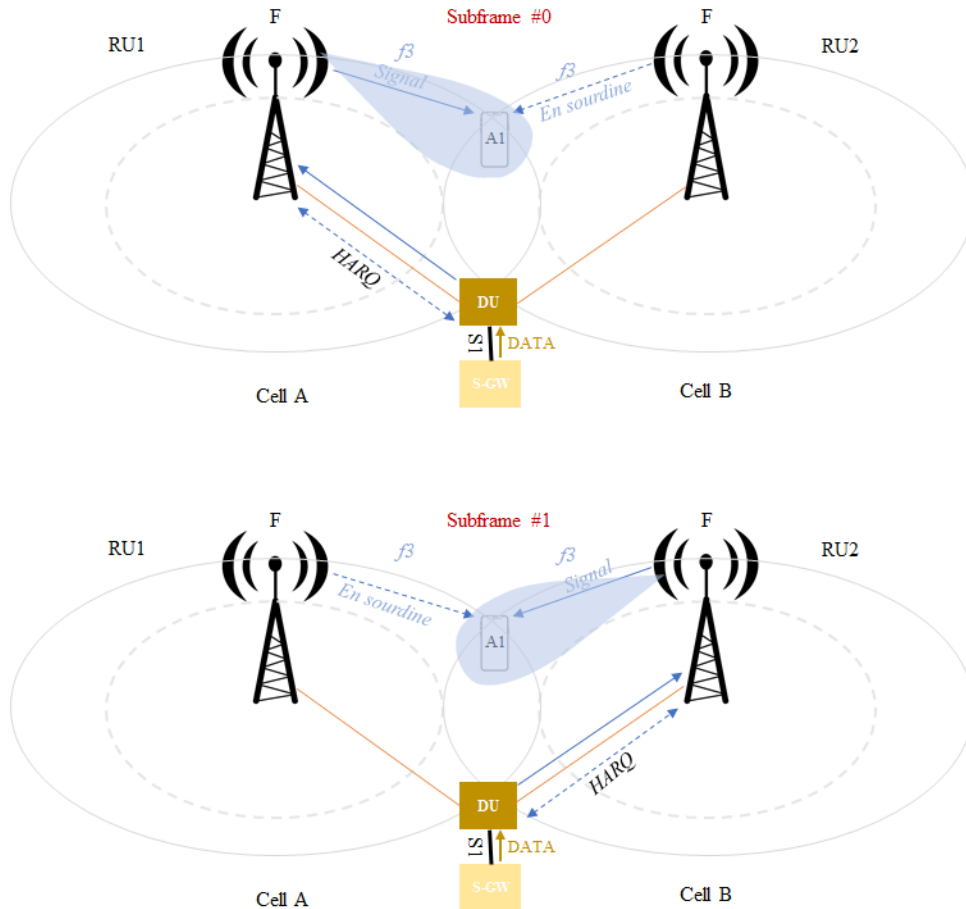 Subframe #0
F
F
RU1
RU2
f3
Signal
f3
En sourdine
A1
HARQ
DU
S1
DATA
S-GW
Cell A
Cell B
Subframe #1
F
F
RU1
RU2
f3
En sourdine
f3
Signal
A1
HARQ
DU
S1
DATA
S-GW
Cell A
Cell B